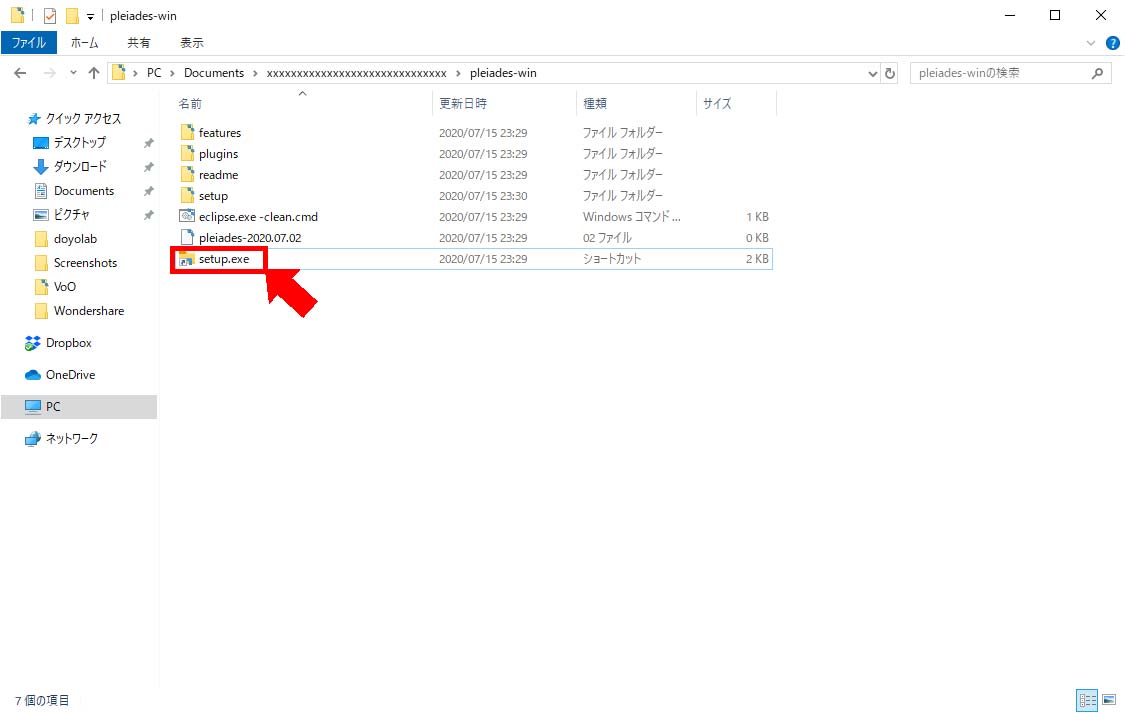 pleiades-win
ファイル ホーム 共有 表示
PC Documents xxxxxxxxxxxxxxxxxxxxxxxxxxxxxx pleiades-win pleiades-winの検索
名前 更新日時 種類 サイズ
クイック アクセス
デスクトップ
ダウンロード
Documents
ピクチャ
doyolab
Screenshots
VoO
Wondershare
Dropbox
OneDrive
PC
ネットワーク
features 2020/07/15 23:29 ファイル フォルダー
plugins 2020/07/15 23:29 ファイル フォルダー
readme 2020/07/15 23:29 ファイル フォルダー
setup 2020/07/15 23:30 ファイル フォルダー
eclipse.exe -clean.cmd 2020/07/15 23:29 Windows コマンド ... 1 KB
pleiades-2020.07.02 2020/07/15 23:29 02 ファイル 0 KB
setup.exe 2020/07/15 23:29 ショートカット 2 KB
7 個の項目